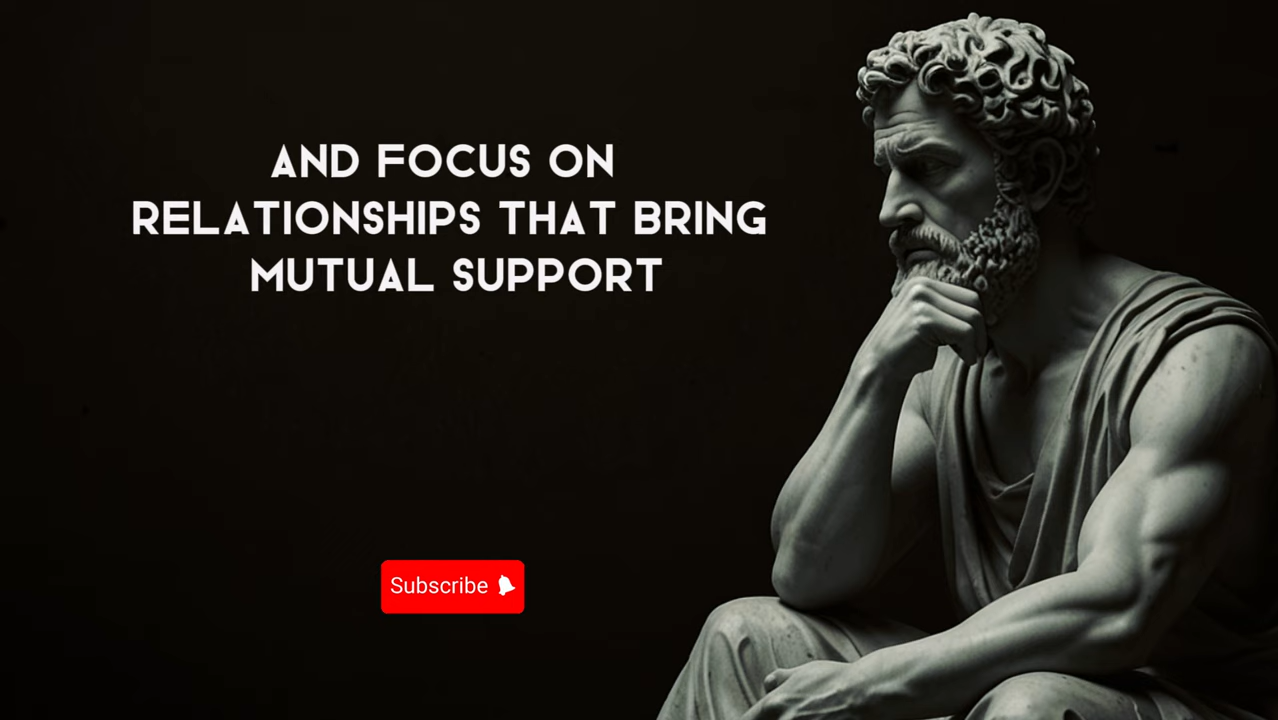 AND FOCUS ON
RELATIONSHIPS THAT BRING
MUTUAL SUPPORT
Subscribe